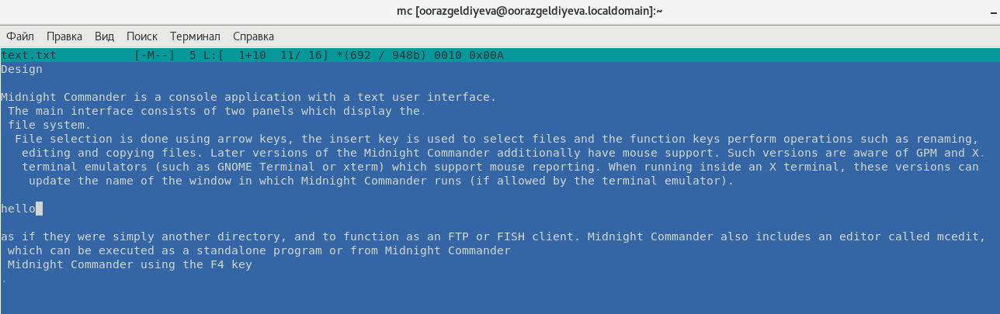 mc [oorazgeldiyeva@oorazgeldiyeva.localdomain]:~
Файл Правка Вид Поиск Терминал Справка
text.txt [-M--] 5 L:[ 1+10 11/ 16] *(692 / 948b) 0010 0x00A
Design
Midnight Commander is a console application with a text user interface.
The main interface consists of two panels which display the.
file system.
File selection is done using arrow keys, the insert key is used to select files and the function keys perform operations such as renaming,
editing and copying files. Later versions of the Midnight Commander additionally have mouse support. Such versions are aware of GPM and X.
terminal emulators (such as GNOME Terminal or xterm) which support mouse reporting. When running inside an X terminal, these versions can
update the name of the window in which Midnight Commander runs (if allowed by the terminal emulator).
hello
as if they were simply another directory, and to function as an FTP or FISH client. Midnight Commander also includes an editor called mcedit,
which can be executed as a standalone program or from Midnight Commander
Midnight Commander using the F4 key
.